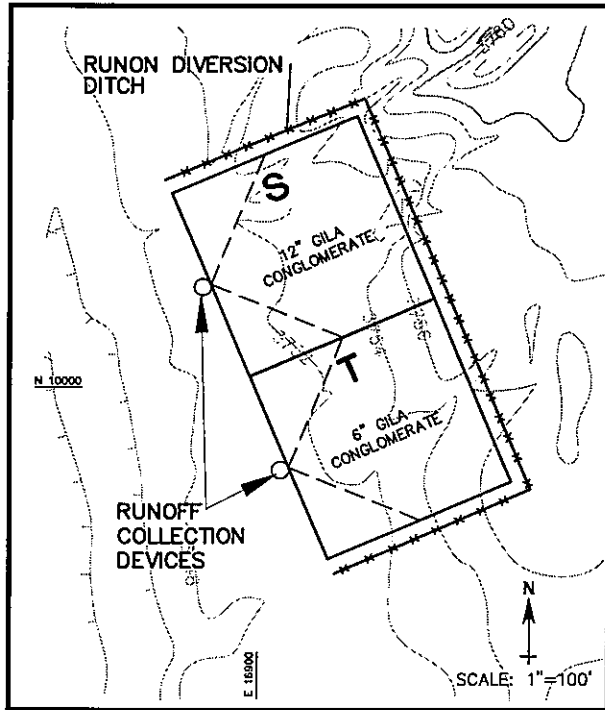 RUNON DIVERSION
DITCH
S
12" GILA
CONGLOMERATE
T
6" GILA
CONGLOMERATE
N 10000
RUNOFF
COLLECTION
DEVICES
E 16900
N
SCALE: 1"=100'